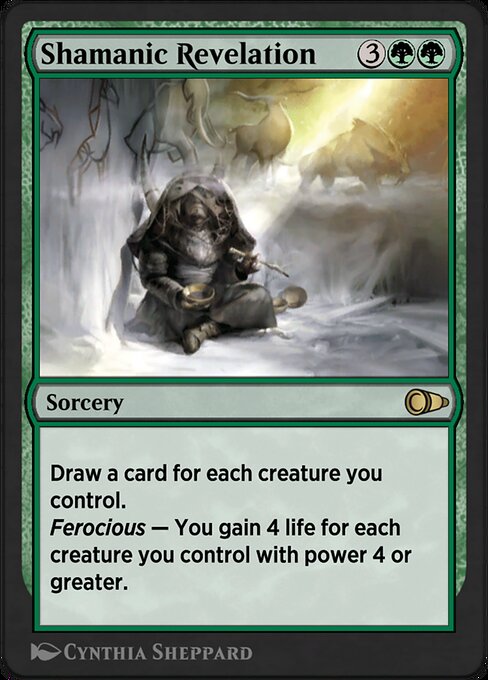 Shamanic Revelation 3
Sorcery
Draw a card for each creature you
control.
Ferocious — You gain 4 life for each
creature you control with power 4 or
greater.
Cynthia Sheppard